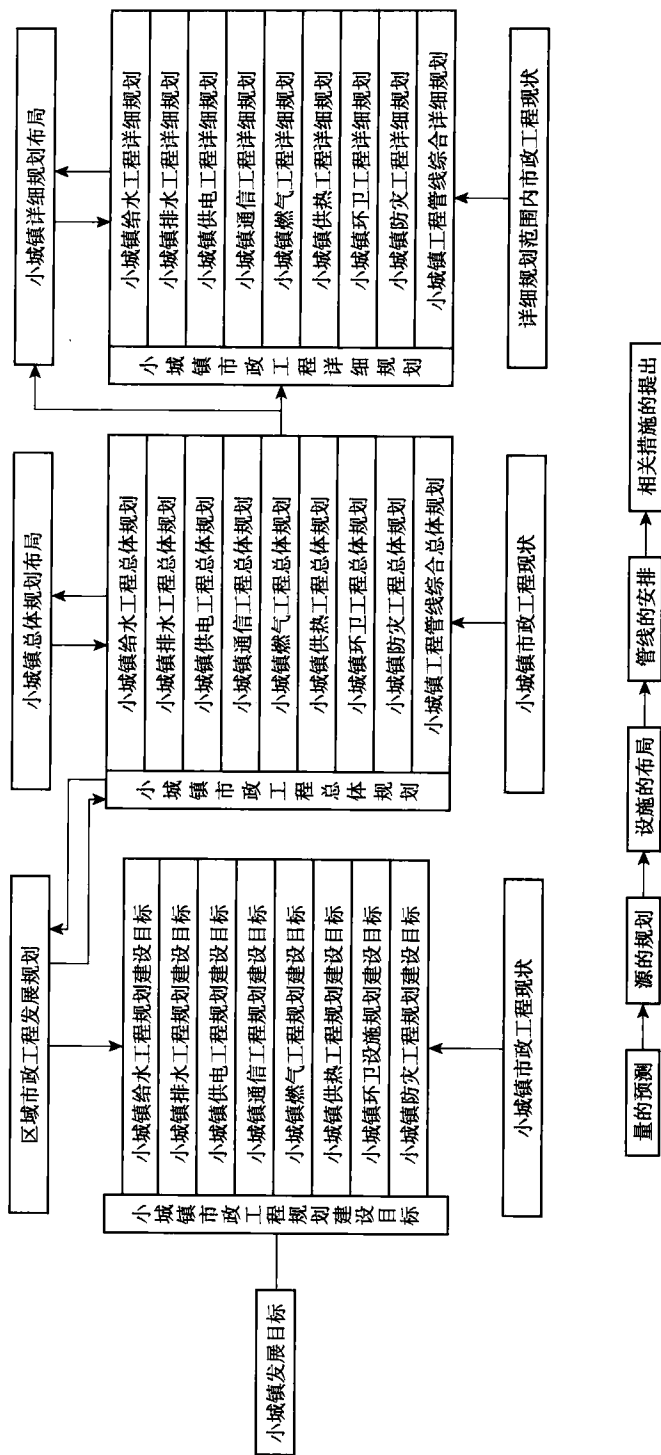 小城镇发展目标
区域市政工程发展规划
小城镇市政工程规划建设目标
小城镇给水工程规划建设目标
小城镇排水工程规划建设目标
小城镇供电工程规划建设目标
小城镇通信工程规划建设目标
小城镇燃气工程规划建设目标
小城镇供热工程规划建设目标
小城镇环卫设施规划建设目标
小城镇防灾工程规划建设目标
小城镇市政工程现状
小城镇总体规划布局
小城镇市政工程总体规划
小城镇给水工程总体规划
小城镇排水工程总体规划
小城镇供电工程总体规划
小城镇通信工程总体规划
小城镇燃气工程总体规划
小城镇供热工程总体规划
小城镇环卫工程总体规划
小城镇防灾工程总体规划
小城镇工程管线综合总体规划
小城镇市政工程现状
小城镇详细规划布局
小城镇市政工程详细规划
小城镇给水工程详细规划
小城镇排水工程详细规划
小城镇供电工程详细规划
小城镇通信工程详细规划
小城镇燃气工程详细规划
小城镇供热工程详细规划
小城镇环卫工程详细规划
小城镇防灾工程详细规划
小城镇工程管线综合详细规划
详细规划范围内市政工程现状
量的预测
源的规划
设施的布局
管线的安排
相关措施的提出